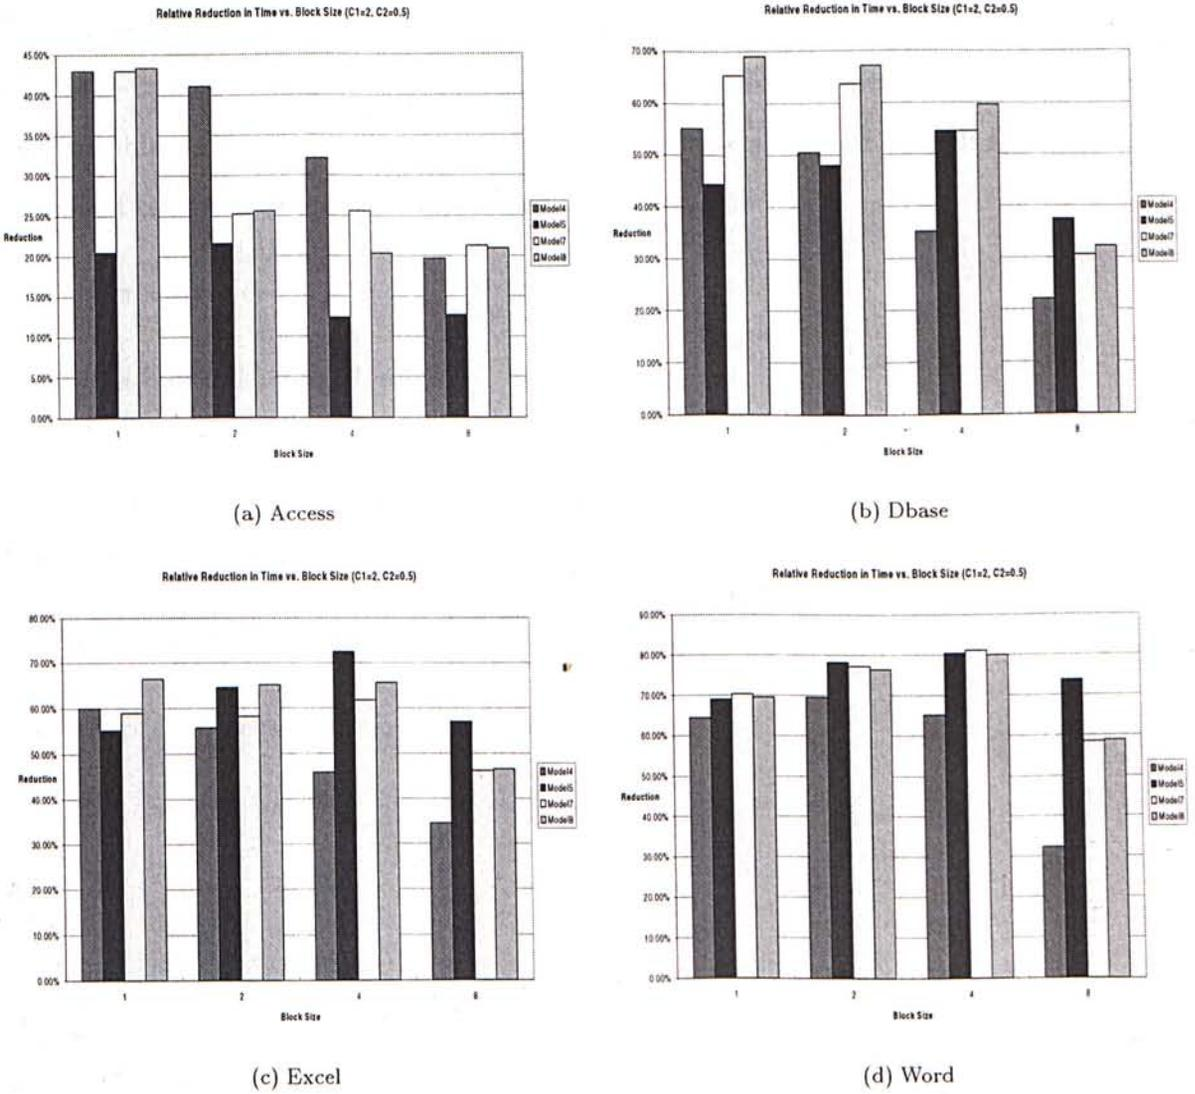 Relative Reduction in Time vs. Block Size (C1=2, C2=0.5)
45.00%
40.00%
35.00%
30.00%
25.00%
Reduction
20.00%
15.00%
10.00%
5.00%
0.00%
1 2 4 8
Block Size
Model4
Model5
Model7
Model8
(a) Access
Relative Reduction in Time vs. Block Size (C1=2, C2=0.5)
70.00%
60.00%
50.00%
40.00%
Reduction
30.00%
20.00%
10.00%
0.00%
1 2 4 8
Block Size
Model4
Model5
Model7
Model8
(b) Dbase
Relative Reduction in Time vs. Block Size (C1=2, C2=0.5)
80.00%
70.00%
60.00%
50.00%
Reduction
40.00%
30.00%
20.00%
10.00%
0.00%
1 2 4 8
Block Size
Model4
Model5
Model7
Model8
(c) Excel
Relative Reduction in Time vs. Block Size (C1=2, C2=0.5)
90.00%
80.00%
70.00%
60.00%
50.00%
Reduction
40.00%
30.00%
20.00%
10.00%
0.00%
1 2 4 8
Block Size
Model4
Model5
Model7
Model8
(d) Word